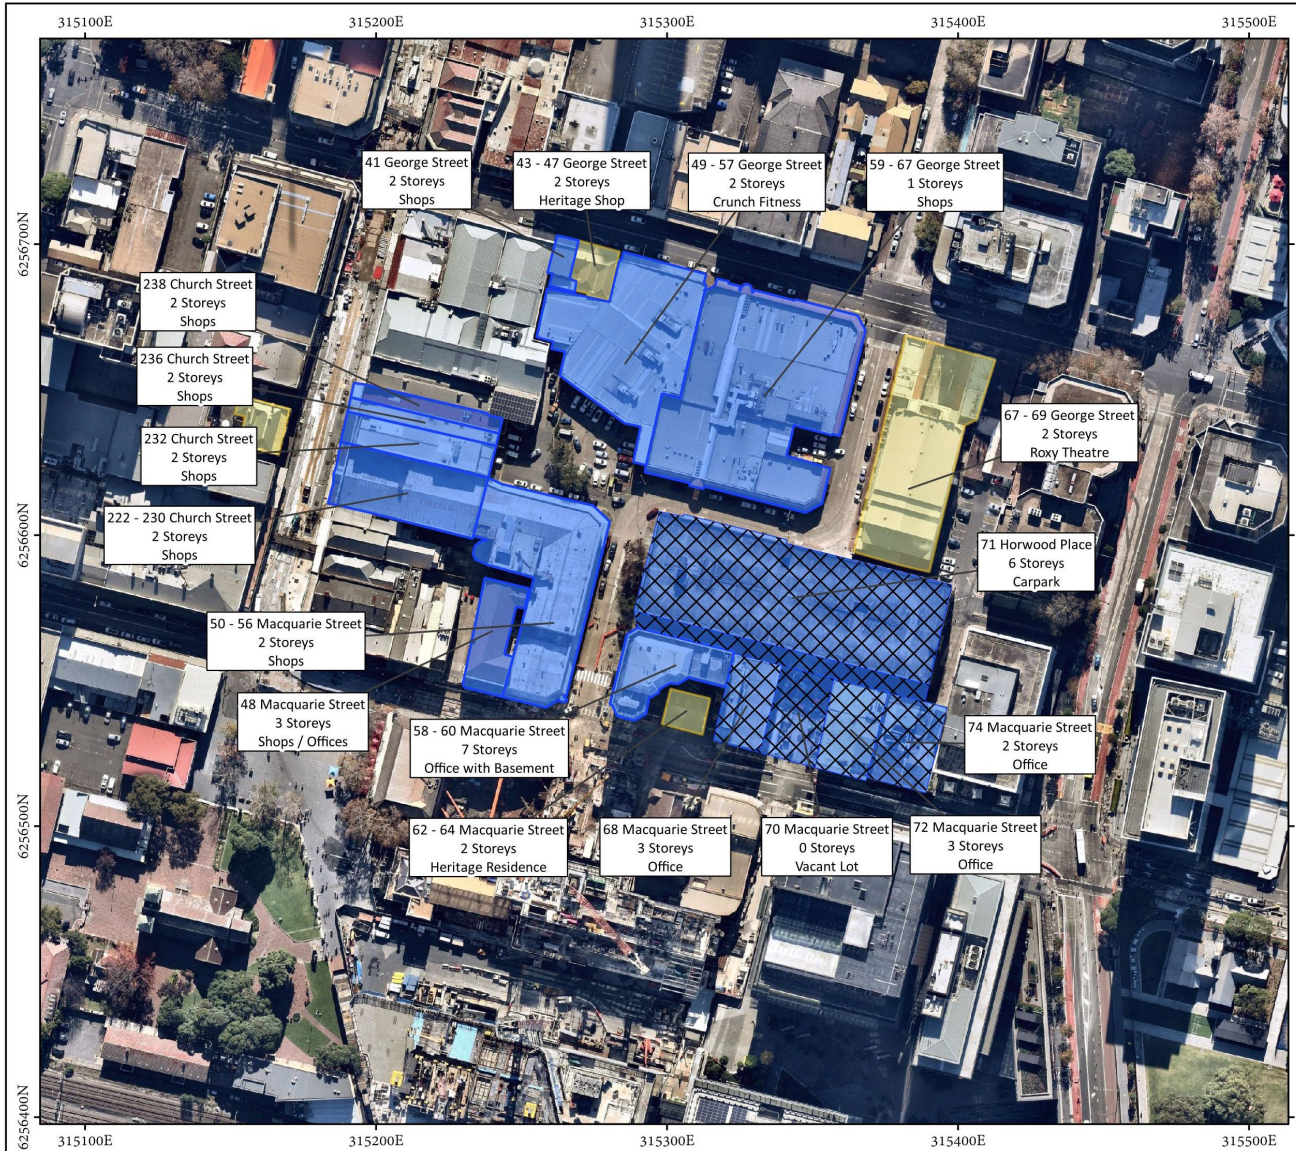 315100E
315200E
315300E
315400E
315500E
41 George Street
2 Storeys
Shops
43 - 47 George Street
2 Storeys
Heritage Shop
49 - 57 George Street
2 Storeys
Crunch Fitness
59 - 67 George Street
1 Storeys
Shops
6256700N
238 Church Street
2 Storeys
Shops
236 Church Street
2 Storeys
Shops
232 Church Street
2 Storeys
Shops
67 - 69 George Street
2 Storeys
Roxy Theatre
222 - 230 Church Street
2 Storeys
Shops
6256600N
71 Horwood Place
6 Storeys
Carpark
50 - 56 Macquarie Street
2 Storeys
Shops
48 Macquarie Street
3 Storeys
Shops / Offices
58 - 60 Macquarie Street
7 Storeys
Office with Basement
74 Macquarie Street
2 Storeys
Office
6256500N
62 - 64 Macquarie Street
2 Storeys
Heritage Residence
68 Macquarie Street
3 Storeys
Office
70 Macquarie Street
0 Storeys
Vacant Lot
72 Macquarie Street
3 Storeys
Office
6256400N
315100E
315200E
315300E
315400E
315500E